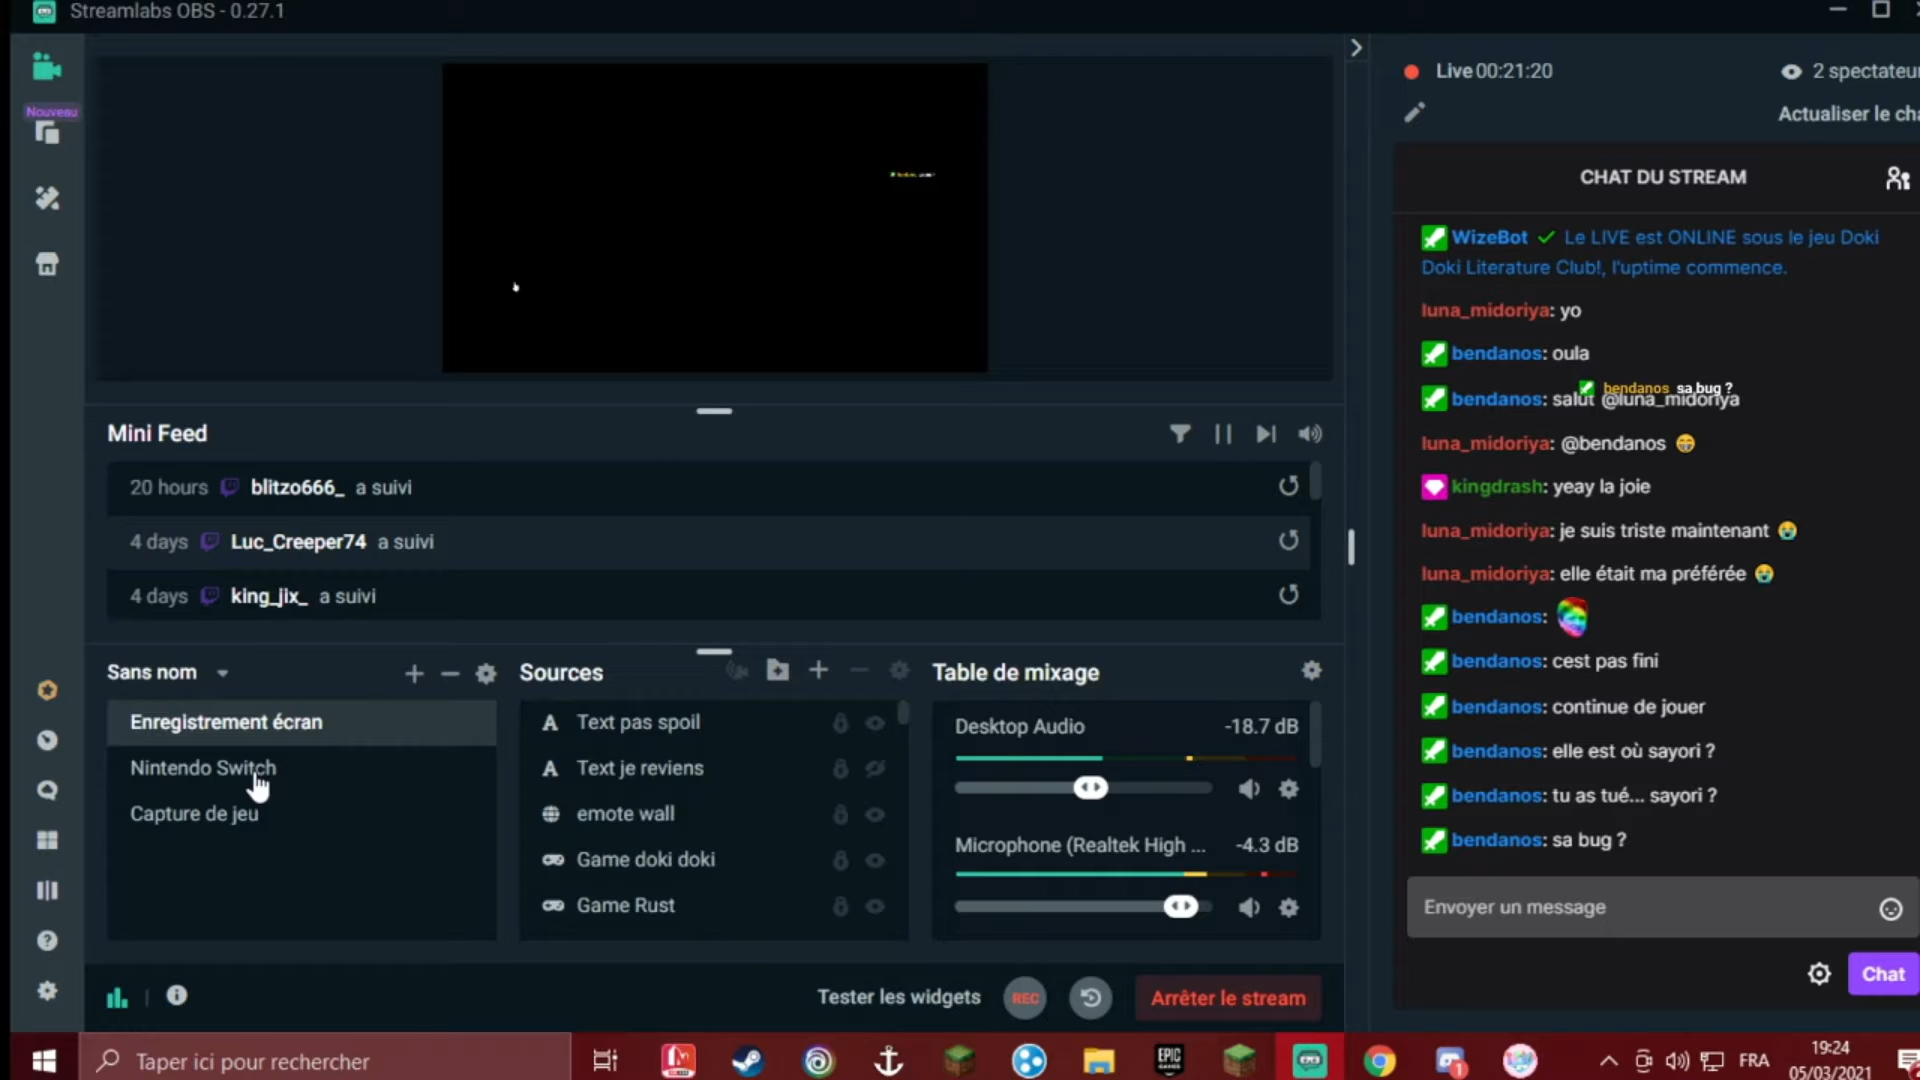 Streamlabs OBS - 0.27.1
Nouveau
Live 00:21:20
2 spectateu
Actualiser le cha
CHAT DU STREAM
WizeBot Le LIVE est ONLINE sous le jeu Doki
Doki Literature Club!, l'uptime commence.
luna_midoriya: yo
bendanos: oula
bendanos sa bug ?
bendanos: salut @luna_midoriya
luna_midoriya: @bendanos 😁
kingdrash: yeay la joie
luna_midoriya: je suis triste maintenant 😭
luna_midoriya: elle était ma préférée 😭
bendanos:
bendanos: cest pas fini
bendanos: continue de jouer
bendanos: elle est où sayori ?
bendanos: tu as tué... sayori ?
bendanos: sa bug ?
Envoyer un message
Chat
Mini Feed
20 hours blitzo666_ a suivi
4 days Luc_Creeper74 a suivi
4 days king_jix_ a suivi
Sans nom
Enregistrement écran
Nintendo Switch
Capture de jeu
Sources
Text pas spoil
Text je reviens
emote wall
Game doki doki
Game Rust
Table de mixage
Desktop Audio -18.7 dB
Microphone (Realtek High ... -4.3 dB
Tester les widgets
REC
Arrêter le stream
Taper ici pour rechercher
EPIC GAMES
1
FRA
19:24
05/03/2021